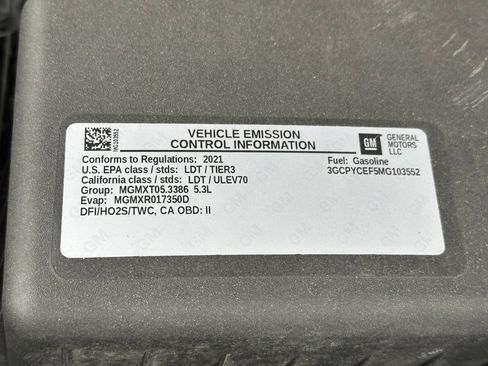 MG103552
VEHICLE EMISSION
CONTROL INFORMATION
GM
GENERAL
MOTORS
LLC
Conforms to Regulations: 2021
U.S. EPA class / stds: LDT / TIER3
California class / stds: LDT / ULEV70
Group: MGMXT05.3386 5.3L
Evap: MGMXR017350D
DFI/HO2S/TWC, CA OBD: II
Fuel: Gasoline
3GCPYCEF5MG103552